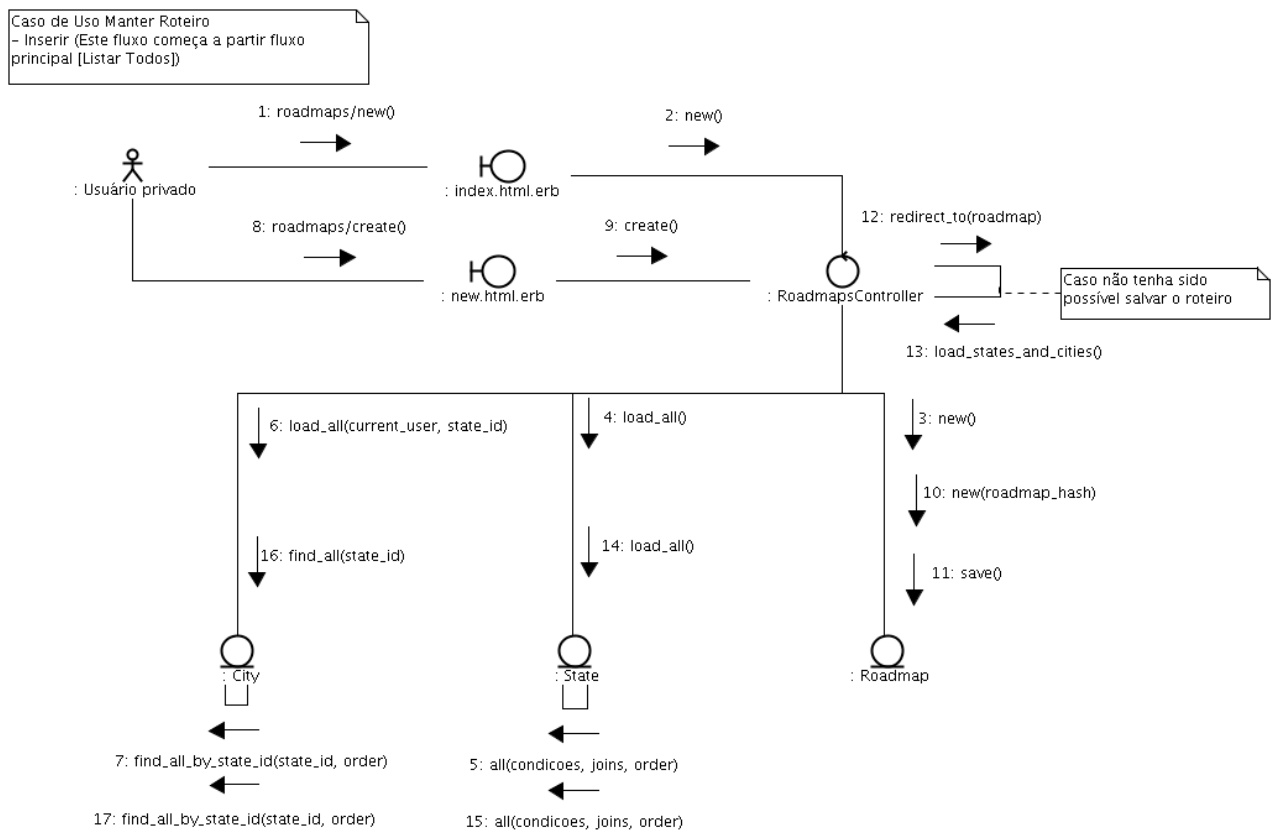 Caso de Uso Manter Roteiro
– Inserir (Este fluxo começa a partir fluxo
principal [Listar Todos])
1: roadmaps/new()
2: new()
: Usuário privado
: index.html.erb
8: roadmaps/create()
9: create()
12: redirect_to(roadmap)
: new.html.erb
: RoadmapsController
Caso não tenha sido
possível salvar o roteiro
13: load_states_and_cities()
6: load_all(current_user, state_id)
4: load_all()
3: new()
10: new(roadmap_hash)
16: find_all(state_id)
14: load_all()
11: save()
: City
: State
: Roadmap
7: find_all_by_state_id(state_id, order)
5: all(condicoes, joins, order)
17: find_all_by_state_id(state_id, order)
15: all(condicoes, joins, order)